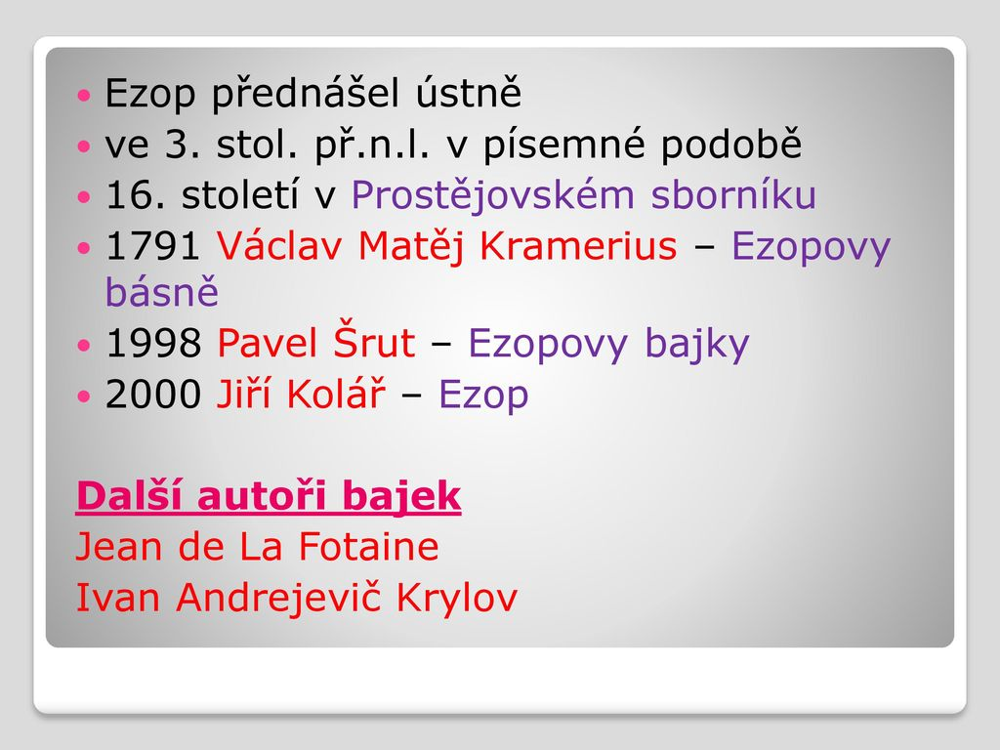 Ezop přednášel ústně
ve 3. stol. př.n.l. v písemné podobě
16. století v Prostějovském sborníku
1791 Václav Matěj Kramerius – Ezopovy
básně
1998 Pavel Šrut – Ezopovy bajky
2000 Jiří Kolář – Ezop
Další autoři bajek
Jean de La Fotaine
Ivan Andrejevič Krylov